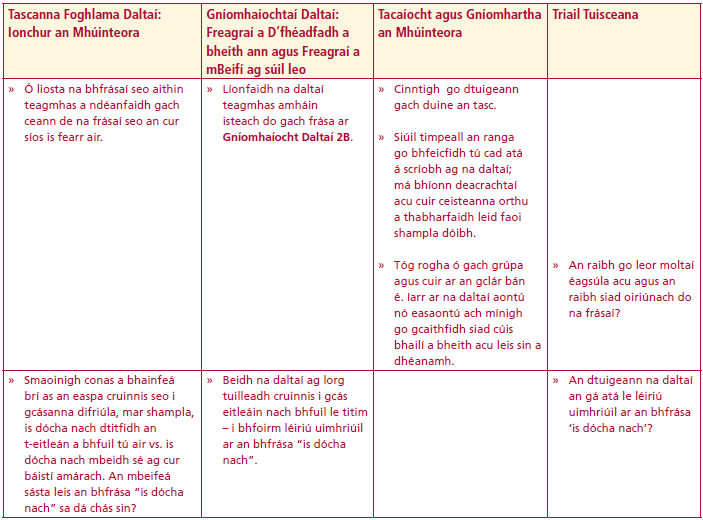 Tascanna Foghlama Daltaí:
Ionchur an Mhúinteora
Gníomhaíochtaí Daltaí:
Freagraí a D’fhéadfadh a
bheith ann agus Freagraí a
mBeifí ag súil leo
Tacaíocht agus Gníomhartha
an Mhúinteora
Triail Tuisceana
» Ó liosta na bhfrásaí seo aithin
teagmhas a ndéanfaidh gach
ceann de na frásaí seo an cur
síos is fearr air.
» Líonfaidh na daltaí
teagmhas amháin
isteach do gach frása ar
Gníomhaíocht Daltaí 2B.
» Cinntigh go dtuigeann
gach duine an tasc.
» Siúil timpeall an ranga
go bhfeicfidh tú cad atá
á scríobh ag na daltaí;
má bhíonn deacrachtaí
acu cuir ceisteanna orthu
a thabharfaidh leid faoi
shampla dóibh.
» Tóg rogha ó gach grúpa
agus cuir ar an gclár bán
é. Iarr ar na daltaí aontú
nó easaontú ach mínigh
go gcaithfidh siad cúis
bhailí a bheith acu leis sin a
dhéanamh.
» An raibh go leor moltaí
éagsúla acu agus an
raibh siad oiriúnach do
na frásaí?
» Smaoinigh conas a bhainfeá
brí as an easpa cruinnis seo i
gcásanna difriúla, mar shampla,
is dócha nach dtitfidh an
t-eitleán a bhfuil tú air vs. is
dócha nach mbeidh sé ag cur
báistí amárach. An mbeifeá
sásta leis an bhfrása “is dócha
nach” sa dá chás sin?
» Beidh na daltaí ag lorg
tuilleadh cruinnis i gcás
eitleáin nach bhfuil le titim
– i bhfoirm léiriú uimhriúil
ar an bhfrása “is dócha
nach”.
» An dtuigeann na daltaí
an gá atá le léiriú
uimhriúil ar an bhfrása
‘is dócha nach’?